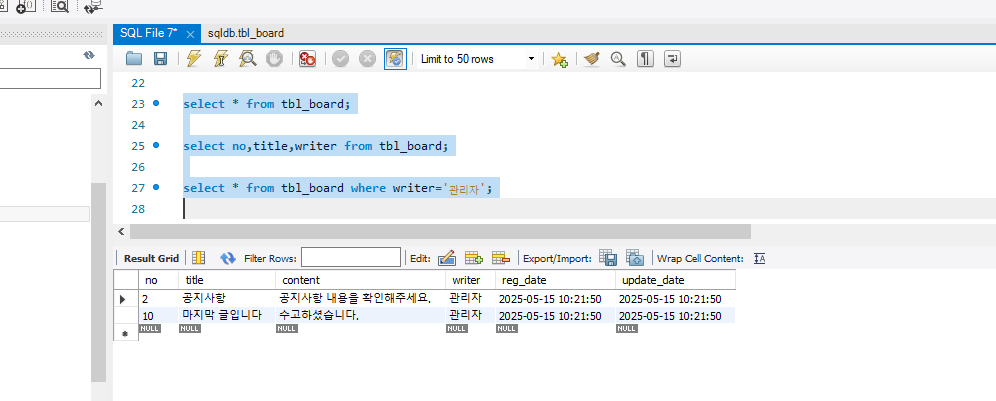 SQL File 7* × sqldb.tbl_board
Limit to 50 rows
22
23 select * from tbl_board;
24
25 select no,title,writer from tbl_board;
26
27 select * from tbl_board where writer='관리자';
28
Result Grid Filter Rows: Edit: Export/Import: Wrap Cell Content:
no title content writer reg_date update_date
2 공지사항 공지사항 내용을 확인해주세요. 관리자 2025-05-15 10:21:50 2025-05-15 10:21:50
10 마지막 글입니다 수고하셨습니다. 관리자 2025-05-15 10:21:50 2025-05-15 10:21:50
NULL NULL NULL NULL NULL NULL